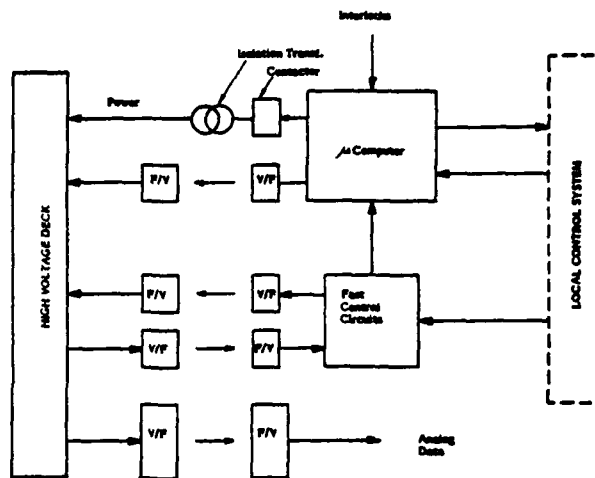 Interlocks
Isolation Transf.
Contactor
Power
μ Computer
F/V
V/F
HIGH VOLTAGE DECK
LOCAL CONTROL SYSTEM
F/V
V/F
Fast
Control
Circuits
V/F
F/V
V/F
F/V
Analog
Data